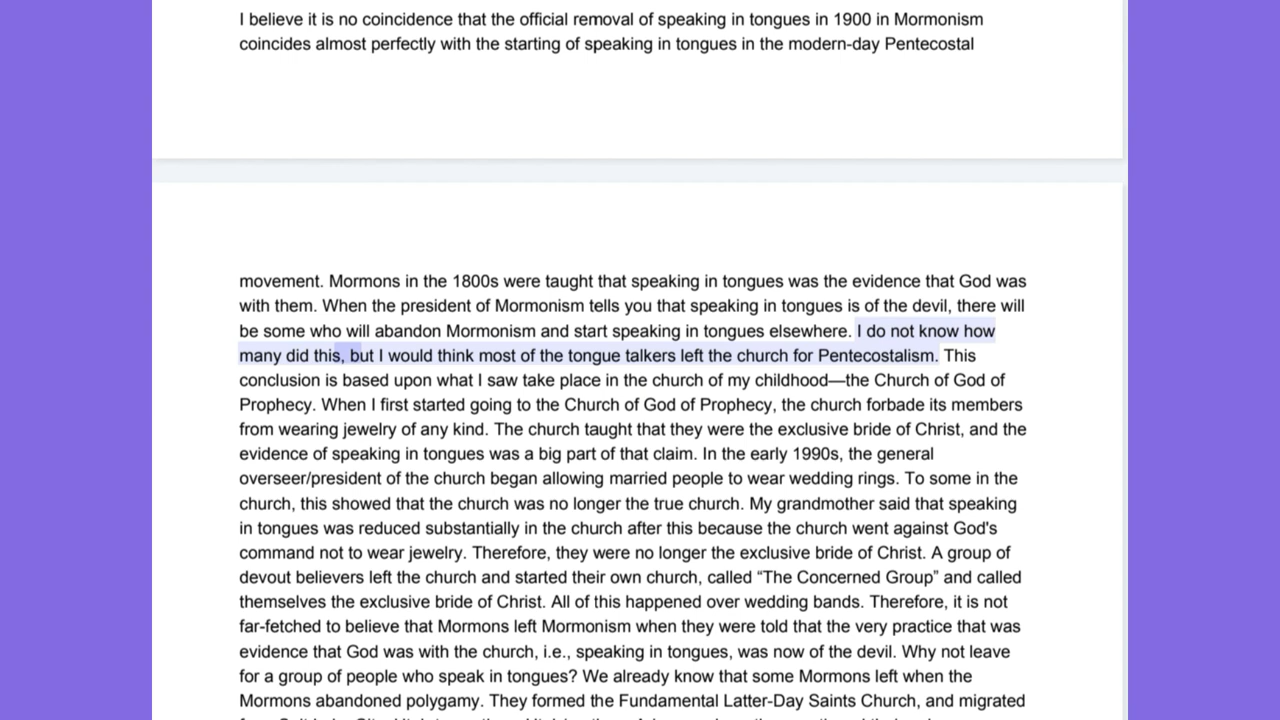 I believe it is no coincidence that the official removal of speaking in tongues in 1900 in Mormonism
coincides almost perfectly with the starting of speaking in tongues in the modern-day Pentecostal
movement. Mormons in the 1800s were taught that speaking in tongues was the evidence that God was
with them. When the president of Mormonism tells you that speaking in tongues is of the devil, there will
be some who will abandon Mormonism and start speaking in tongues elsewhere. I do not know how
many did this, but I would think most of the tongue talkers left the church for Pentecostalism. This
conclusion is based upon what I saw take place in the church of my childhood—the Church of God of
Prophecy. When I first started going to the Church of God of Prophecy, the church forbade its members
from wearing jewelry of any kind. The church taught that they were the exclusive bride of Christ, and the
evidence of speaking in tongues was a big part of that claim. In the early 1990s, the general
overseer/president of the church began allowing married people to wear wedding rings. To some in the
church, this showed that the church was no longer the true church. My grandmother said that speaking
in tongues was reduced substantially in the church after this because the church went against God's
command not to wear jewelry. Therefore, they were no longer the exclusive bride of Christ. A group of
devout believers left the church and started their own church, called “The Concerned Group” and called
themselves the exclusive bride of Christ. All of this happened over wedding bands. Therefore, it is not
far-fetched to believe that Mormons left Mormonism when they were told that the very practice that was
evidence that God was with the church, i.e., speaking in tongues, was now of the devil. Why not leave
for a group of people who speak in tongues? We already know that some Mormons left when the
Mormons abandoned polygamy. They formed the Fundamental Latter-Day Saints Church, and migrated